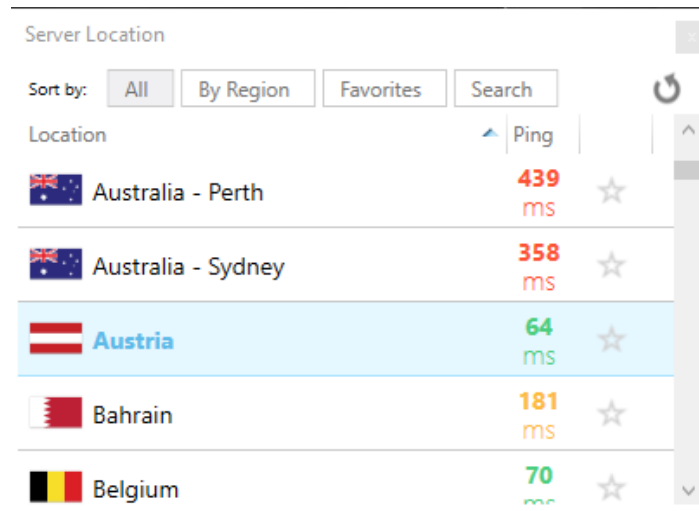 Server Location
x
Sort by: All By Region Favorites Search
Location Ping
Australia - Perth 439
ms
Australia - Sydney 358
ms
Austria 64
ms
Bahrain 181
ms
Belgium 70
ms